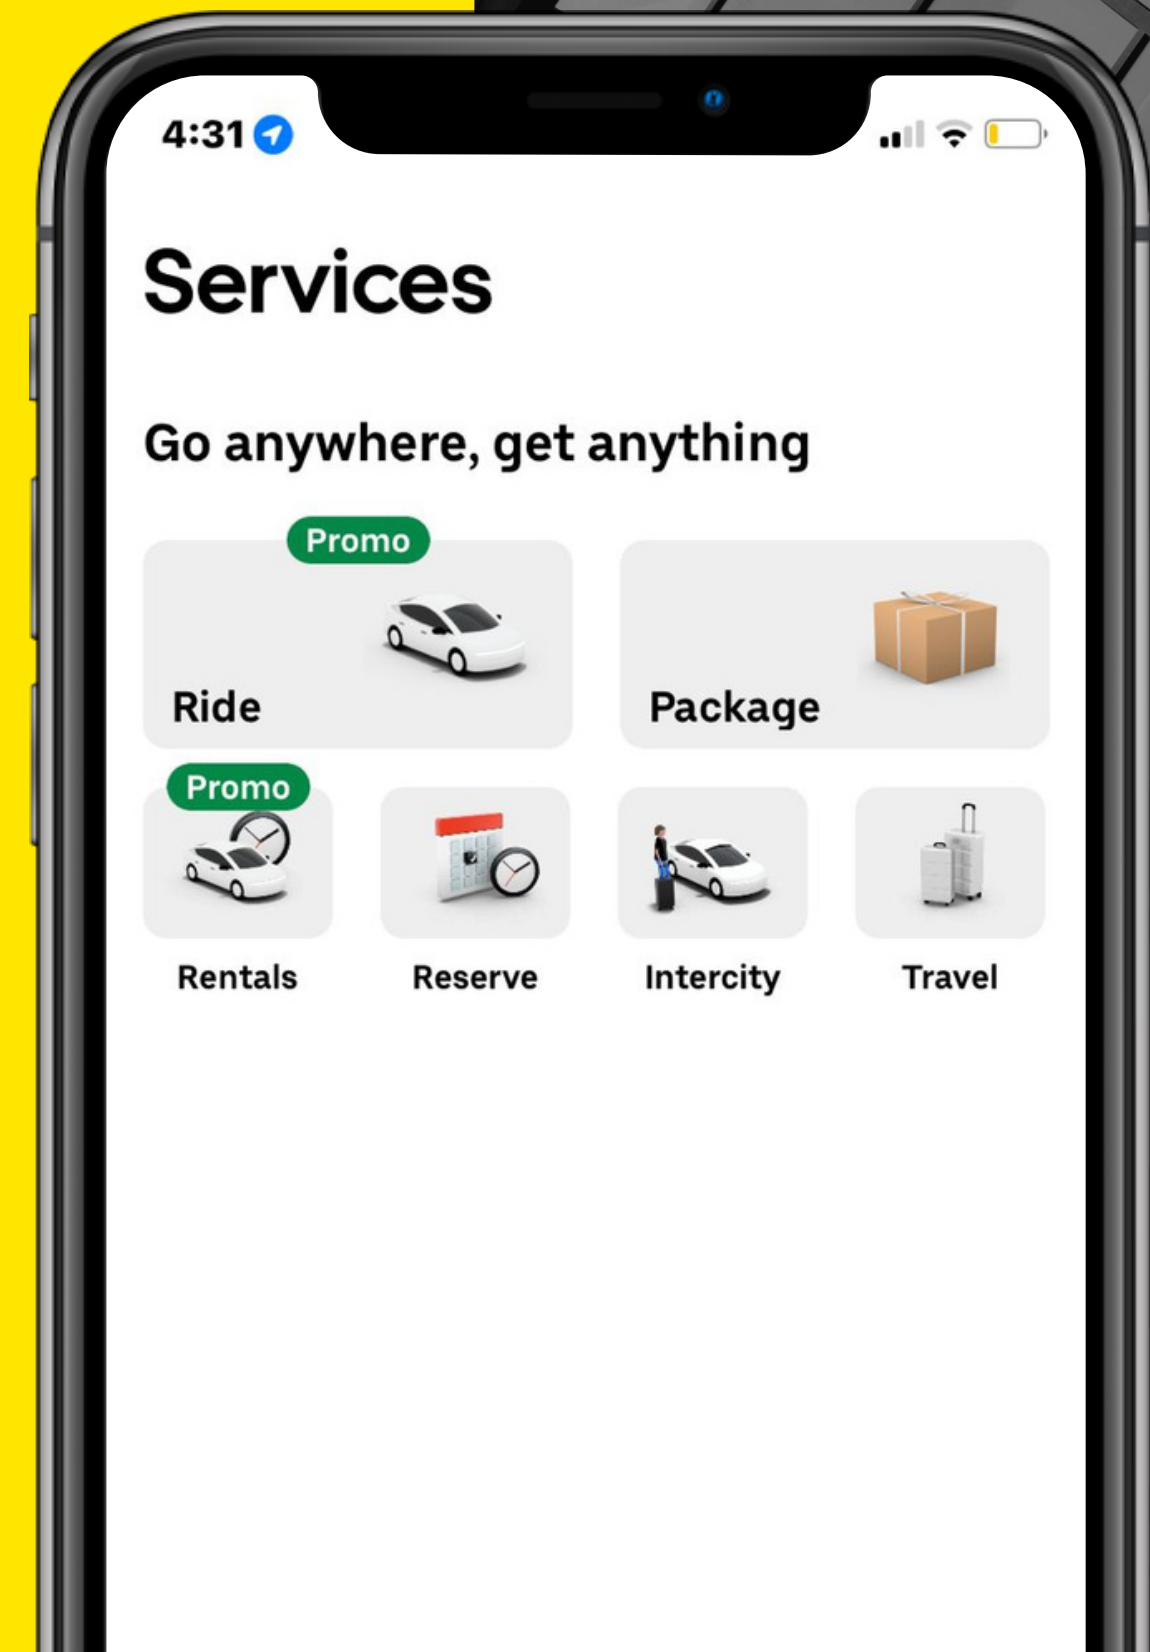 4:31
Services
Go anywhere, get anything
Promo
Ride
Package
Promo
Rentals
Reserve
Intercity
Travel